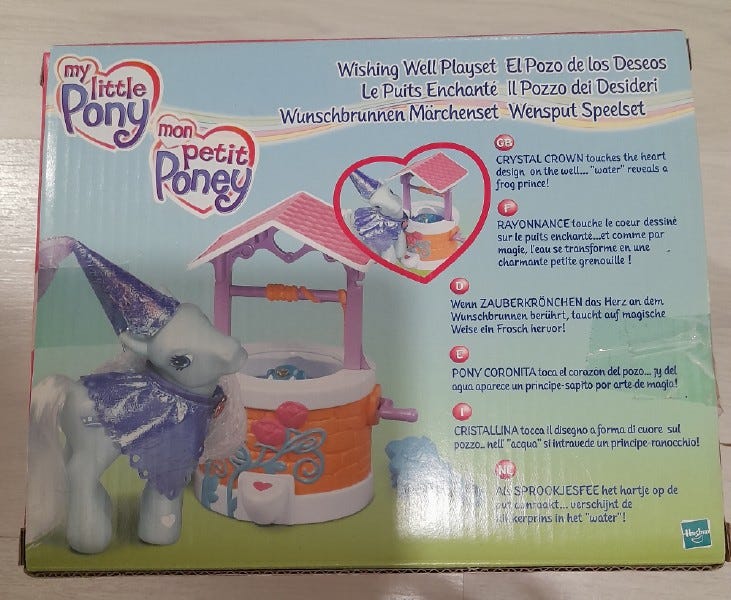 my
little
Pony
mon
petit
Poney
Wishing Well Playset El Pozo de los Deseos
Le Puits Enchanté Il Pozzo dei Desideri
Wunschbrunnen Märchenset Wensput Speelset
GB
CRYSTAL CROWN touches the heart
design on the well... "water" reveals a
frog prince!
F
RAYONNANCE touche le coeur dessiné
sur le puits enchanté...et comme par
magie, l'eau se transforme en une
charmante petite grenouille !
D
Wenn ZAUBERKRÖNCHEN das Herz an dem
Wunschbrunnen berührt, taucht auf magische
Weise ein Frosch hervor!
E
PONY CORONITA toca el corazón del pozo... ¡y del
agua aparece un principe-sapito por arte de magia!
I
CRISTALLINA tocca il disegno a forma di cuore sul
pozzo... nell' "acqua" si intravede un principe-ranocchio!
NL
Als SPROOKJESFEE het hartje op de
put aanraakt... verschijnt de
kikkerprins in het "water"!
Hasbro